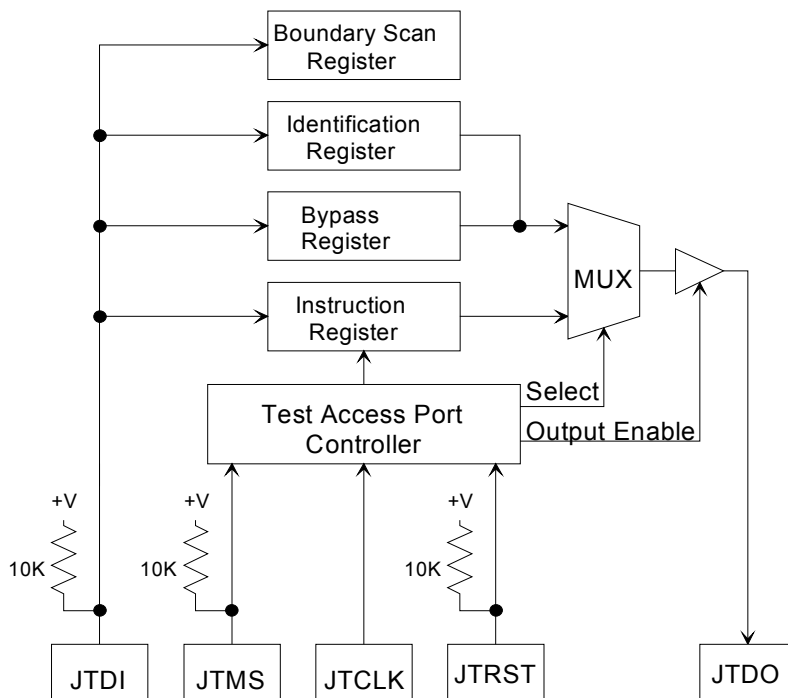 Boundary Scan
Register
Identification
Register
Bypass
Register
Instruction
Register
MUX
Test Access Port
Controller
Select
Output Enable
+V
10K
+V
10K
+V
10K
JTDI
JTMS
JTCLK
JTRST
JTDO